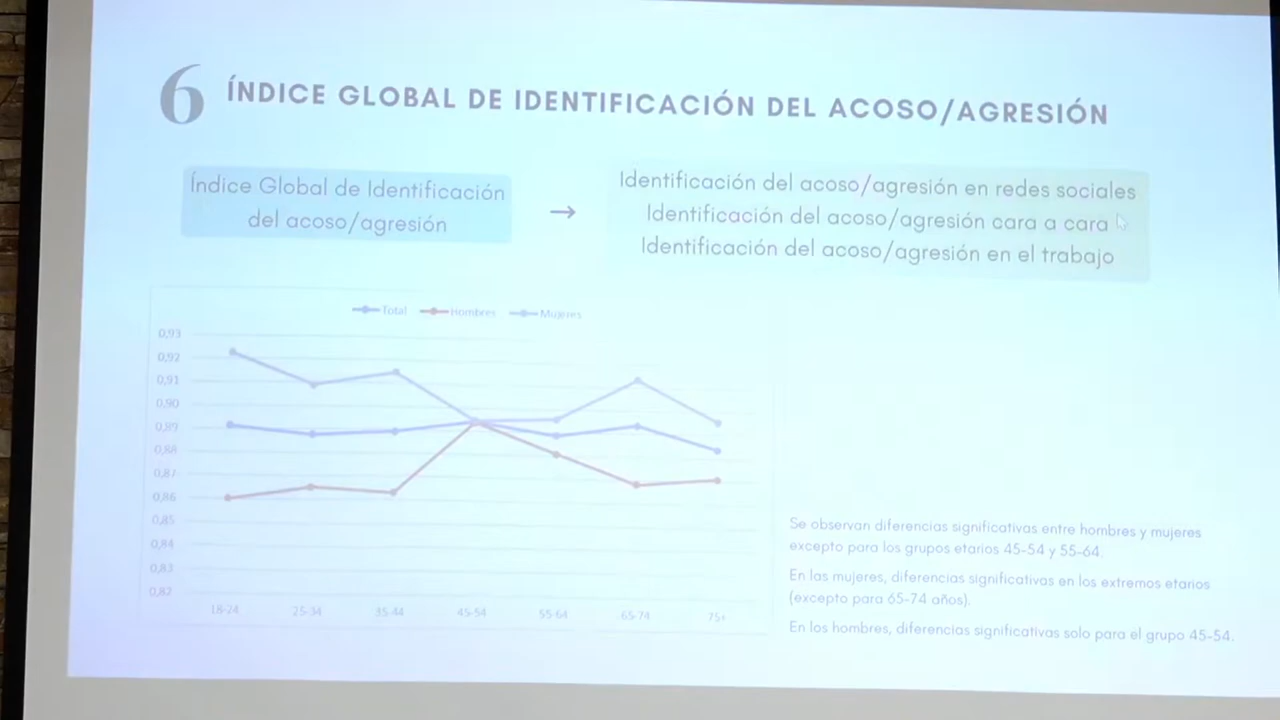 6 ÍNDICE GLOBAL DE IDENTIFICACIÓN DEL ACOSO/AGRESIÓN
Índice Global de Identificación
del acoso/agresión
→
Identificación del acoso/agresión en redes sociales
Identificación del acoso/agresión cara a cara
Identificación del acoso/agresión en el trabajo
Total Hombres Mujeres
0,93
0,92
0,91
0,90
0,89
0,88
0,87
0,86
0,85
0,84
0,83
0,82
18-24 25-34 35-44 45-54 55-64 65-74 75+
Se observan diferencias significativas entre hombres y mujeres
excepto para los grupos etarios 45-54 y 55-64.
En las mujeres, diferencias significativas en los extremos etarios
(excepto para 65-74 años).
En los hombres, diferencias significativas solo para el grupo 45-54.